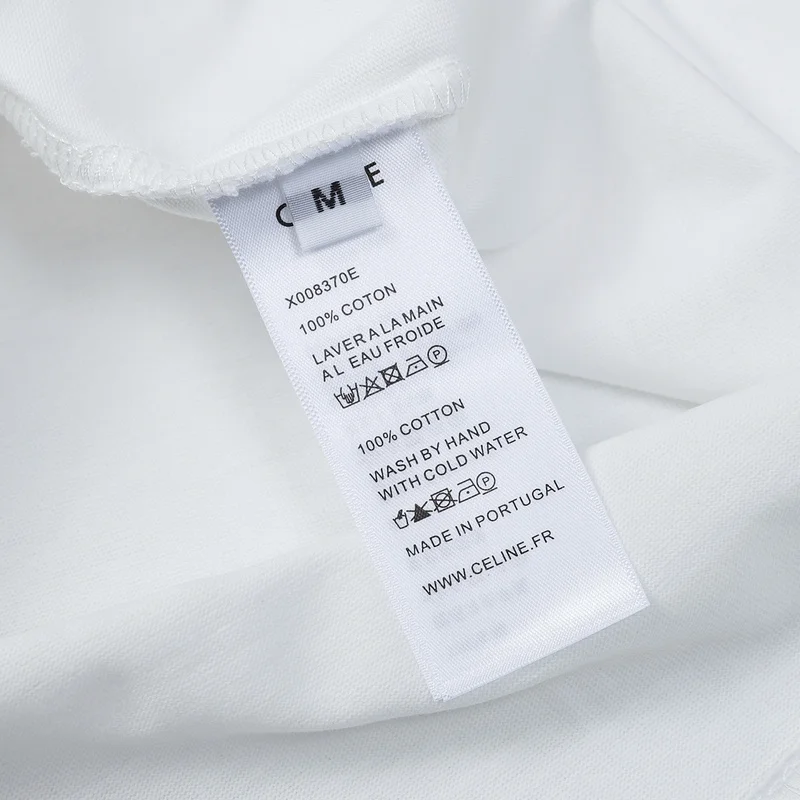 C E
M
X008370E
100% COTON
LAVER A LA MAIN
AL EAU FROIDE
P
100% COTTON
WASH BY HAND
WITH COLD WATER
P
MADE IN PORTUGAL
WWW.CELINE.FR